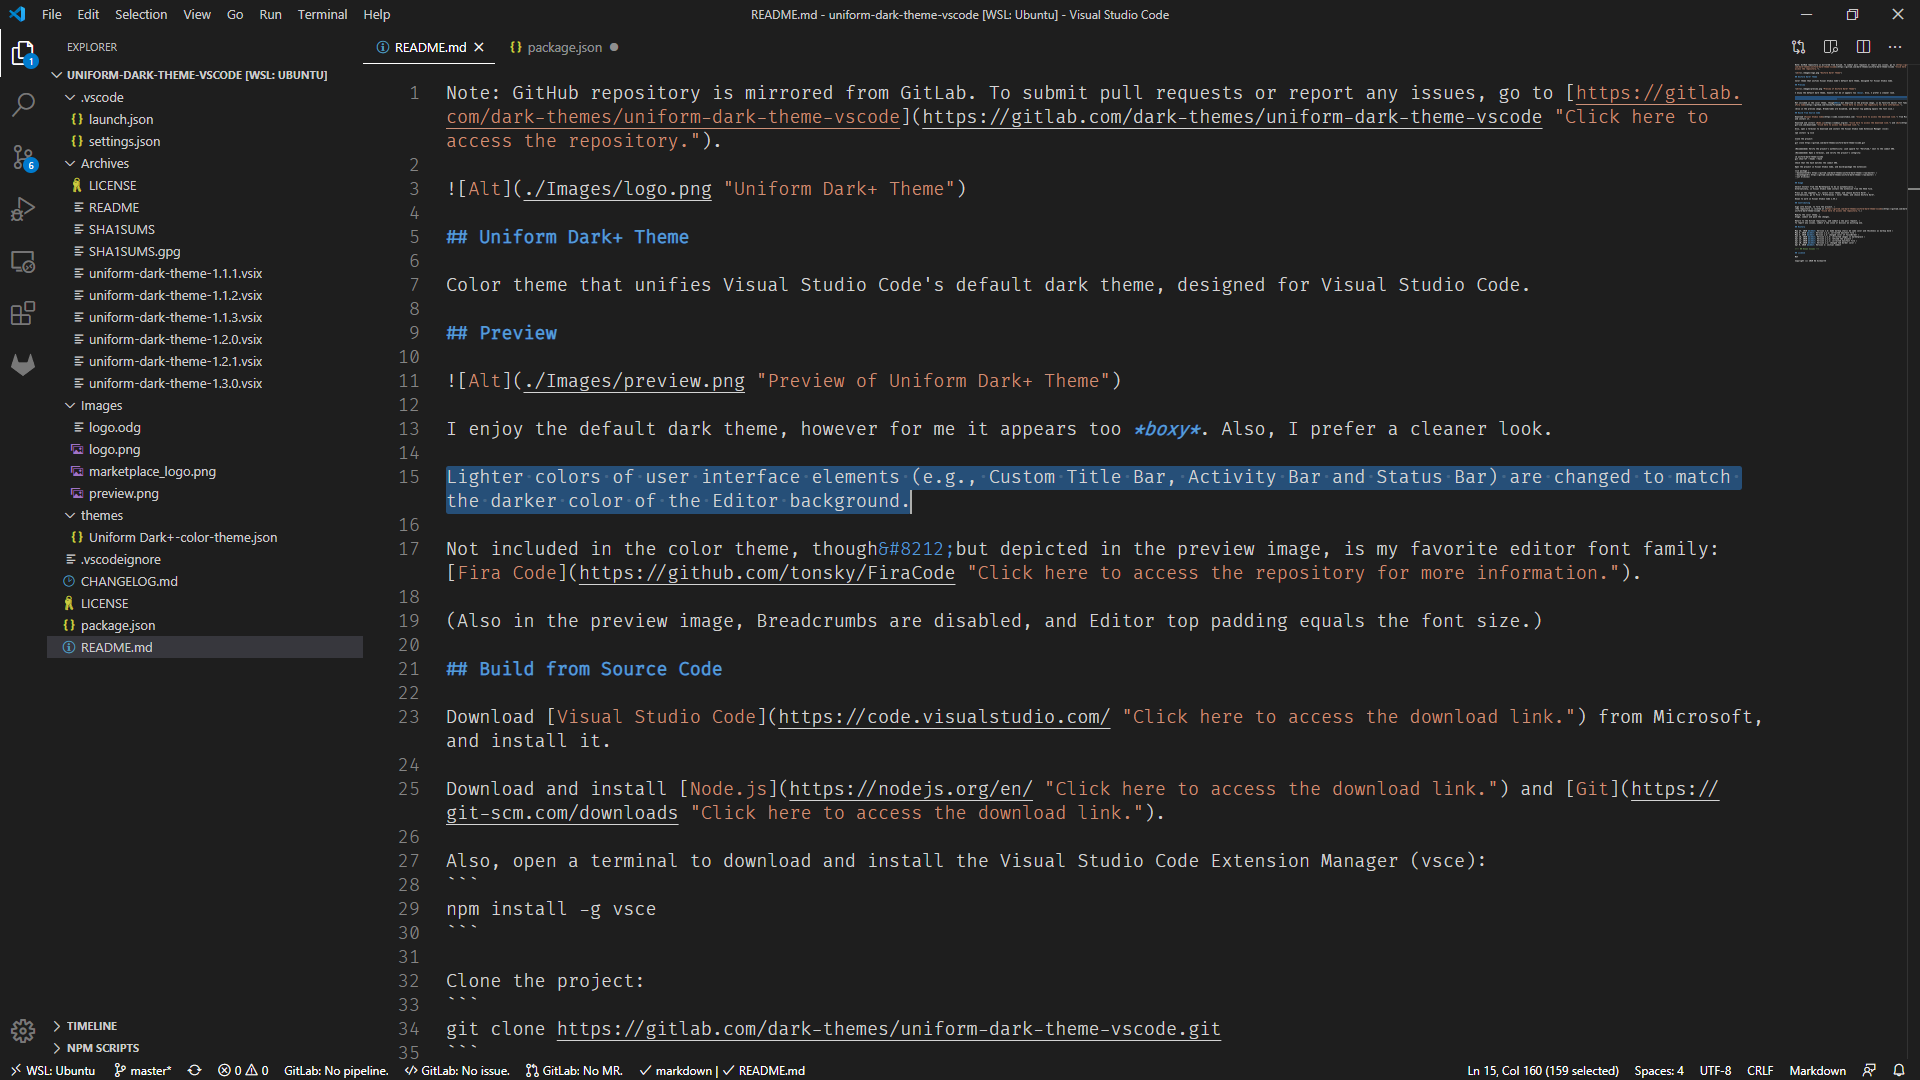 File Edit Selection View Go Run Terminal Help
README.md - uniform-dark-theme-vscode [WSL: Ubuntu] - Visual Studio Code
EXPLORER
UNIFORM-DARK-THEME-VSCODE [WSL: UBUNTU]
.vscode
launch.json
settings.json
Archives
LICENSE
README
SHA1SUMS
SHA1SUMS.gpg
uniform-dark-theme-1.1.1.vsix
uniform-dark-theme-1.1.2.vsix
uniform-dark-theme-1.1.3.vsix
uniform-dark-theme-1.2.0.vsix
uniform-dark-theme-1.2.1.vsix
uniform-dark-theme-1.3.0.vsix
Images
logo.odg
logo.png
marketplace_logo.png
preview.png
themes
Uniform Dark+-color-theme.json
.vscodeignore
CHANGELOG.md
LICENSE
package.json
README.md
TIMELINE
NPM SCRIPTS
1
6
README.md package.json
1 Note: GitHub repository is mirrored from GitLab. To submit pull requests or report any issues, go to [https://gitlab.
com/dark-themes/uniform-dark-theme-vscode](https://gitlab.com/dark-themes/uniform-dark-theme-vscode "Click here to
access the repository.").
2
3 ![Alt](./Images/logo.png "Uniform Dark+ Theme")
4
5 ## Uniform Dark+ Theme
6
7 Color theme that unifies Visual Studio Code's default dark theme, designed for Visual Studio Code.
8
9 ## Preview
10
11 ![Alt](./Images/preview.png "Preview of Uniform Dark+ Theme")
12
13 I enjoy the default dark theme, however for me it appears too *boxy*. Also, I prefer a cleaner look.
14
15 Lighter colors of user interface elements (e.g., Custom Title Bar, Activity Bar and Status Bar) are changed to match
the darker color of the Editor background.
16
17 Not included in the color theme, though&#8212;but depicted in the preview image, is my favorite editor font family:
[Fira Code](https://github.com/tonsky/FiraCode "Click here to access the repository for more information.").
18
19 (Also in the preview image, Breadcrumbs are disabled, and Editor top padding equals the font size.)
20
21 ## Build from Source Code
22
23 Download [Visual Studio Code](https://code.visualstudio.com/ "Click here to access the download link.") from Microsoft,
and install it.
24
25 Download and install [Node.js](https://nodejs.org/en/ "Click here to access the download link.") and [Git](https://
git-scm.com/downloads "Click here to access the download link.").
26
27 Also, open a terminal to download and install the Visual Studio Code Extension Manager (vsce):
28 ```
29 npm install -g vsce
30 ```
31
32 Clone the project:
33 ```
34 git clone https://gitlab.com/dark-themes/uniform-dark-theme-vscode.git
35 ```
WSL: Ubuntu master* 0 0 GitLab: No pipeline. GitLab: No issue. GitLab: No MR. markdown | README.md Ln 15, Col 160 (159 selected) Spaces: 4 UTF-8 CRLF Markdown